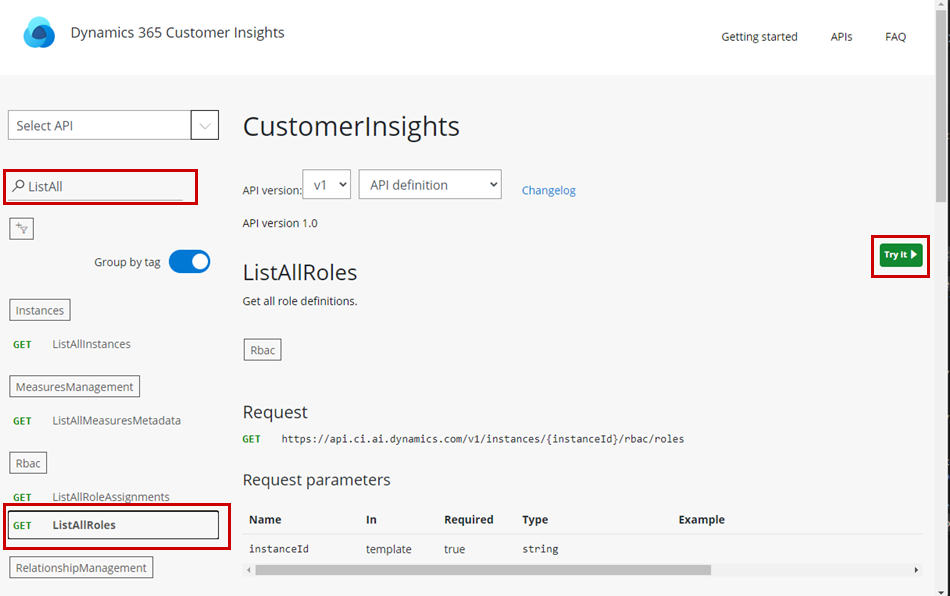 Dynamics 365 Customer Insights
Getting started APIs FAQ
Select API
ListAll
Group by tag
Instances
GET ListAllInstances
MeasuresManagement
GET ListAllMeasuresMetadata
Rbac
GET ListAllRoleAssignments
GET ListAllRoles
RelationshipManagement
CustomerInsights
API version: v1 API definition Changelog
API version 1.0
Try It
ListAllRoles
Get all role definitions.
Rbac
Request
GET https://api.ci.ai.dynamics.com/v1/instances/{instanceId}/rbac/roles
Request parameters
Name In Required Type Example
instanceId template true string